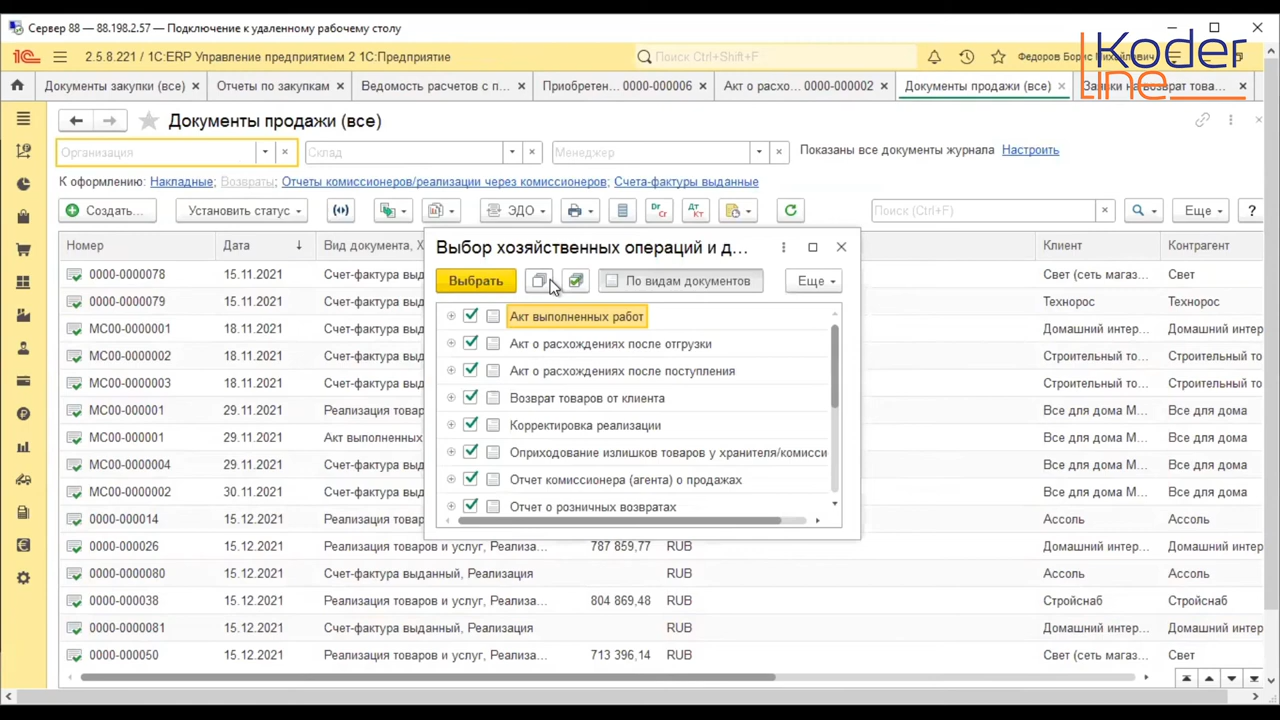 Сервер 88 — 88.198.2.57 — Подключение к удаленному рабочему столу
2.5.8.221 / 1C:ERP Управление предприятием 2 1С:Предприятие
Поиск Ctrl+Shift+F
Федоров Борис Михайлович
Koder
Line
Документы закупки (все)
Отчеты по закупкам
Ведомость расчетов с п...
Приобретен... 0000-000006
Акт о расхо... 0000-000002
Документы продажи (все)
Заявки на возврат това...
Документы продажи (все)
Организация
Склад
Менеджер
Показаны все документы журнала Настроить
К оформлению: Накладные; Возвраты; Отчеты комиссионеров/реализации через комиссионеров; Счета-фактуры выданные
Создать...
Установить статус
ЭДО
Поиск (Ctrl+F)
Еще
?
Номер Дата Вид документа, Х Клиент Контрагент
0000-0000078 15.11.2021 Счет-фактура выд Свет (сеть магаз... Свет
0000-0000079 15.11.2021 Счет-фактура выд Технорос Технорос
МС00-0000001 18.11.2021 Счет-фактура выд Домашний интер... Домашний интер
МС00-0000002 18.11.2021 Счет-фактура выд Строительный то... Строительный то
МС00-0000003 18.11.2021 Счет-фактура выд Строительный то... Строительный то
МС00-000001 29.11.2021 Реализация товар Все для дома М... Все для дома
МС00-000001 29.11.2021 Акт выполненных Все для дома М... Все для дома
МС00-0000004 29.11.2021 Счет-фактура выд Все для дома М... Все для дома
МС00-000002 30.11.2021 Счет-фактура выд Домашний интер... Домашний интер
0000-000014 15.12.2021 Реализация товар Ассоль Ассоль
0000-000026 15.12.2021 Реализация товаров и услуг, Реализа... 787 859,77 RUB Домашний интер... Домашний интер
0000-0000080 15.12.2021 Счет-фактура выданный, Реализация RUB Ассоль Ассоль
0000-000038 15.12.2021 Реализация товаров и услуг, Реализа... 804 869,48 RUB Стройснаб Стройснаб
0000-0000081 15.12.2021 Счет-фактура выданный, Реализация RUB Домашний интер... Домашний интер
0000-000050 15.12.2021 Реализация товаров и услуг, Реализа... 713 396,14 RUB Свет (сеть магаз... Свет
Выбор хозяйственных операций и д...
Выбрать
По видам документов
Еще
Акт выполненных работ
Акт о расхождениях после отгрузки
Акт о расхождениях после поступления
Возврат товаров от клиента
Корректировка реализации
Оприходование излишков товаров у хранителя/комисси
Отчет комиссионера (агента) о продажах
Отчет о розничных возвратах